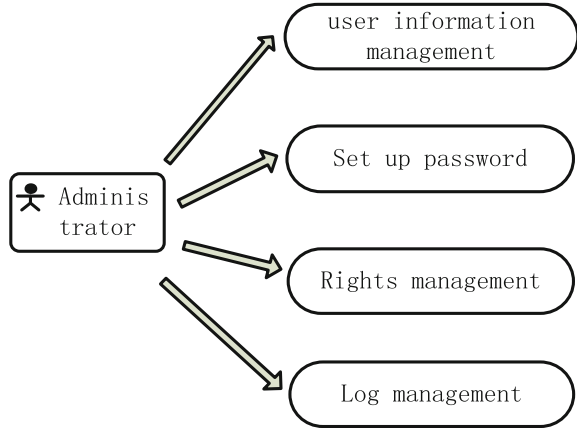 user information
management
Set up password
Adminis
trator
Rights management
Log management